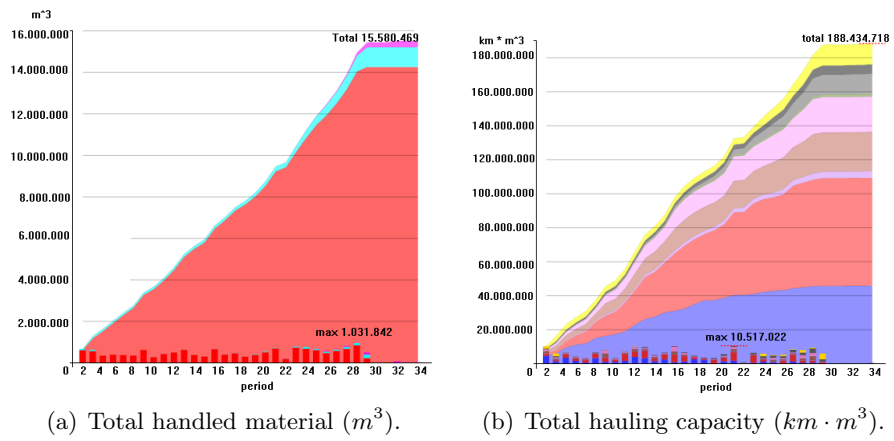 m^3
16.000.000
Total 15.580.469
14.000.000
12.000.000
10.000.000
8.000.000
6.000.000
4.000.000
2.000.000
max 1.031.842
0
0 2 4 6 8 10 12 14 16 18 20 22 24 26 28 30 32 34
period
(a) Total handled material (m³).
km * m^3
total 188.434.718
180.000.000
160.000.000
140.000.000
120.000.000
100.000.000
80.000.000
60.000.000
40.000.000
20.000.000
max 10.517.022
0
0 2 4 6 8 10 12 14 16 18 20 22 24 26 28 30 32 34
period
(b) Total hauling capacity (km · m³).